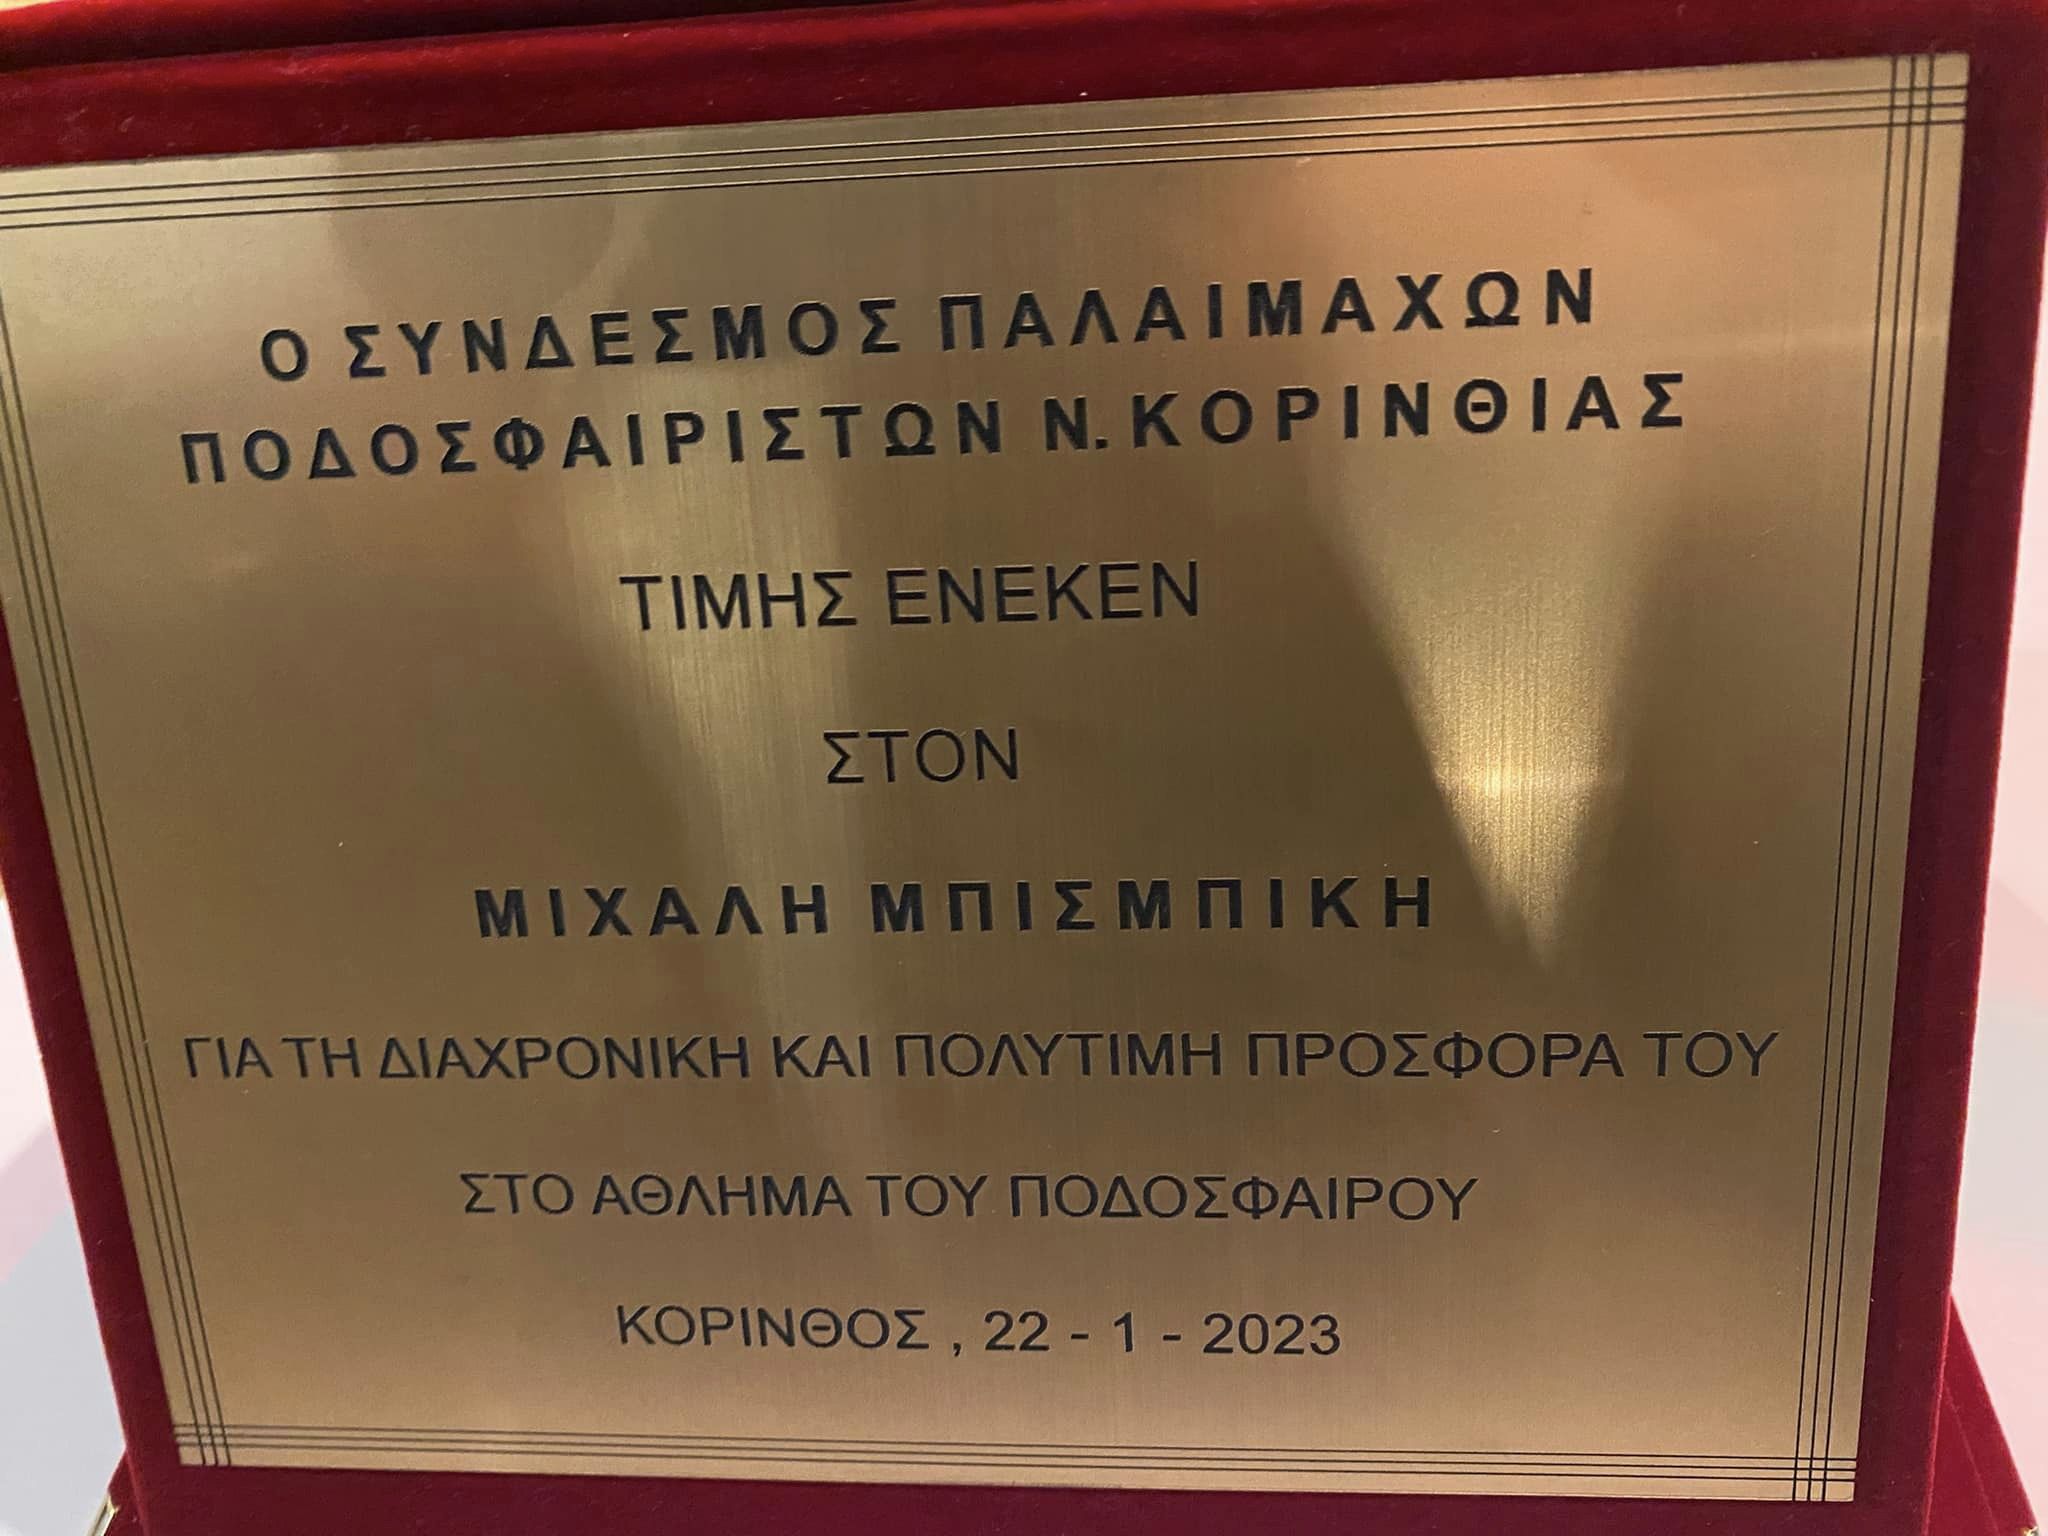 Ο ΣΥΝΔΕΣΜΟΣ ΠΑΛΑΙΜΑΧΩΝ
ΠΟΔΟΣΦΑΙΡΙΣΤΩΝ Ν. ΚΟΡΙΝΘΙΑΣ
ΤΙΜΗΣ ΕΝΕΚΕΝ
ΣΤΟΝ
ΜΙΧΑΛΗ ΜΠΙΣΜΠΙΚΗ
ΓΙΑ ΤΗ ΔΙΑΧΡΟΝΙΚΗ ΚΑΙ ΠΟΛΥΤΙΜΗ ΠΡΟΣΦΟΡΑ ΤΟΥ
ΣΤΟ ΑΘΛΗΜΑ ΤΟΥ ΠΟΔΟΣΦΑΙΡΟΥ
ΚΟΡΙΝΘΟΣ , 22 - 1 - 2023